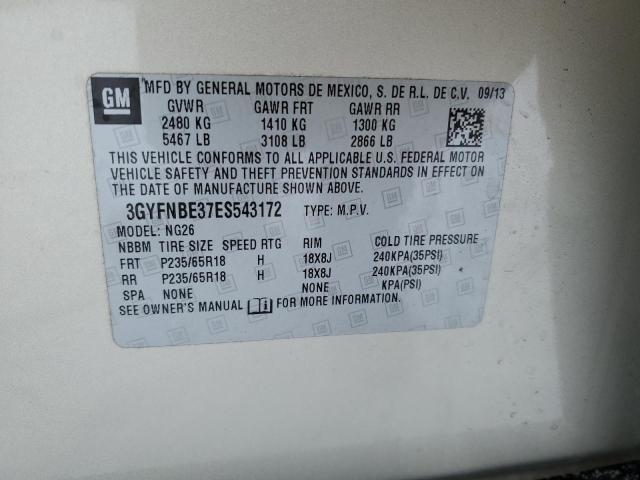 GM MFD BY GENERAL MOTORS DE MEXICO, S. DE R.L. DE C.V. 09/13
GVWR GAWR FRT GAWR RR
2480 KG 1410 KG 1300 KG
5467 LB 3108 LB 2866 LB
THIS VEHICLE CONFORMS TO ALL APPLICABLE U.S. FEDERAL MOTOR
VEHICLE SAFETY AND THEFT PREVENTION STANDARDS IN EFFECT ON
THE DATE OF MANUFACTURE SHOWN ABOVE.
3GYFNBE37ES543172 TYPE: M.P.V.
MODEL: NG26
NBBM TIRE SIZE SPEED RTG RIM COLD TIRE PRESSURE
FRT P235/65R18 H 18X8J 240KPA(35PSI)
RR P235/65R18 H 18X8J 240KPA(35PSI)
SPA NONE NONE KPA(PSI)
SEE OWNER'S MANUAL FOR MORE INFORMATION.